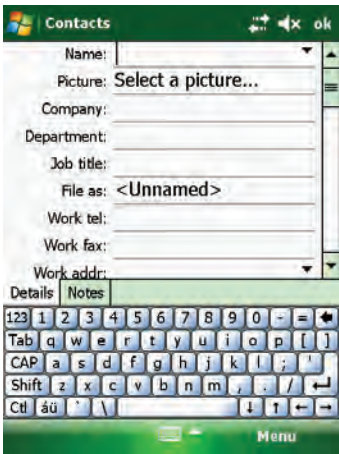 Contacts ok
Name:
Picture: Select a picture...
Company:
Department:
Job title:
File as: <Unnamed>
Work tel:
Work fax:
Work addr:
Details Notes
123 1 2 3 4 5 6 7 8 9 0 - =
Tab q w e r t y u i o p [ ]
CAP a s d f g h j k l ; '
Shift z x c v b n m , . /
Ctl áü ` \
Menu